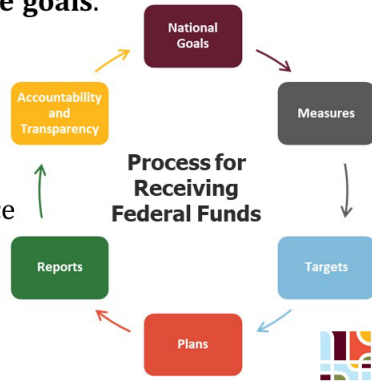 e goals.
National
Goals
Measures
Targets
Plans
Reports
Accountability
and
Transparency
Process for
Receiving
Federal Funds